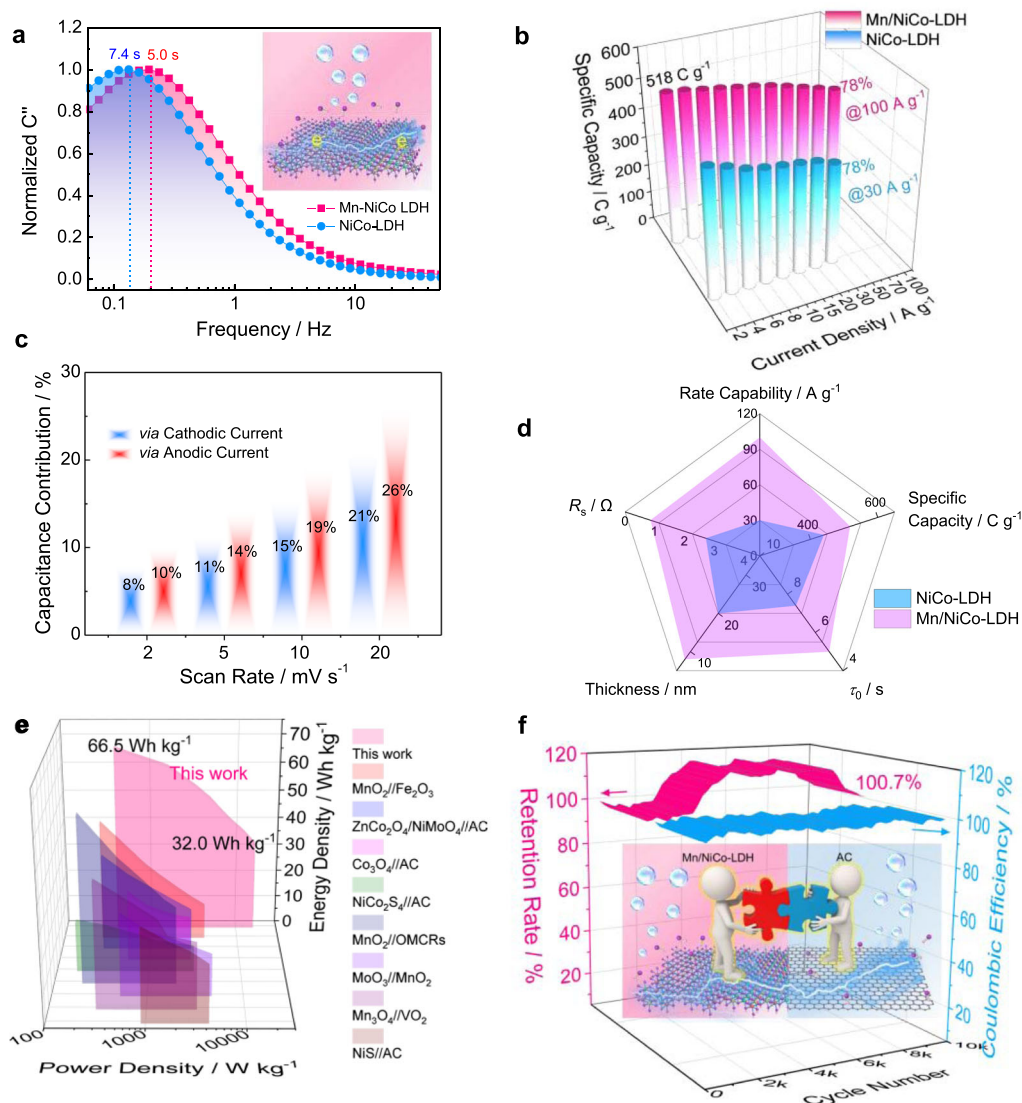 a
1.2
1.0
0.8
0.6
0.4
0.2
0.0
Normalized C"
7.4 s
5.0 s
Mn-NiCo LDH
NiCo-LDH
0.1
1
10
Frequency / Hz
b
Mn/NiCo-LDH
NiCo-LDH
600
500
400
300
200
100
0
Specific Capacity / C g⁻¹
518 C g⁻¹
78%
@100 A g⁻¹
78%
@30 A g⁻¹
2
4
6
8
10
15
20
30
50
70
100
Current Density / A g⁻¹
c
30
20
10
0
Capacitance Contribution / %
via Cathodic Current
via Anodic Current
8%
10%
11%
14%
15%
19%
21%
26%
2
5
10
20
Scan Rate / mV s⁻¹
d
Rate Capability / A g⁻¹
120
90
60
30
0
Rₛ / Ω
0
1
2
3
4
Specific
Capacity / C g⁻¹
600
400
10
8
6
4
30
20
10
Thickness / nm
τ₀ / s
NiCo-LDH
Mn/NiCo-LDH
e
66.5 Wh kg⁻¹
This work
32.0 Wh kg⁻¹
70
60
50
40
30
20
10
0
Energy Density / Wh kg⁻¹
100
1000
10000
Power Density / W kg⁻¹
This work
MnO₂//Fe₂O₃
ZnCo₂O₄/NiMoO₄//AC
Co₃O₄//AC
NiCo₂S₄//AC
MnO₂//OMCRs
MoO₃//MnO₂
Mn₃O₄//VO₂
NiS//AC
f
120
100
80
60
40
20
Retention Rate / %
100.7%
Mn/NiCo-LDH
AC
120
100
80
60
40
20
Coulombic Efficiency / %
0
2k
4k
6k
8k
10k
Cycle Number